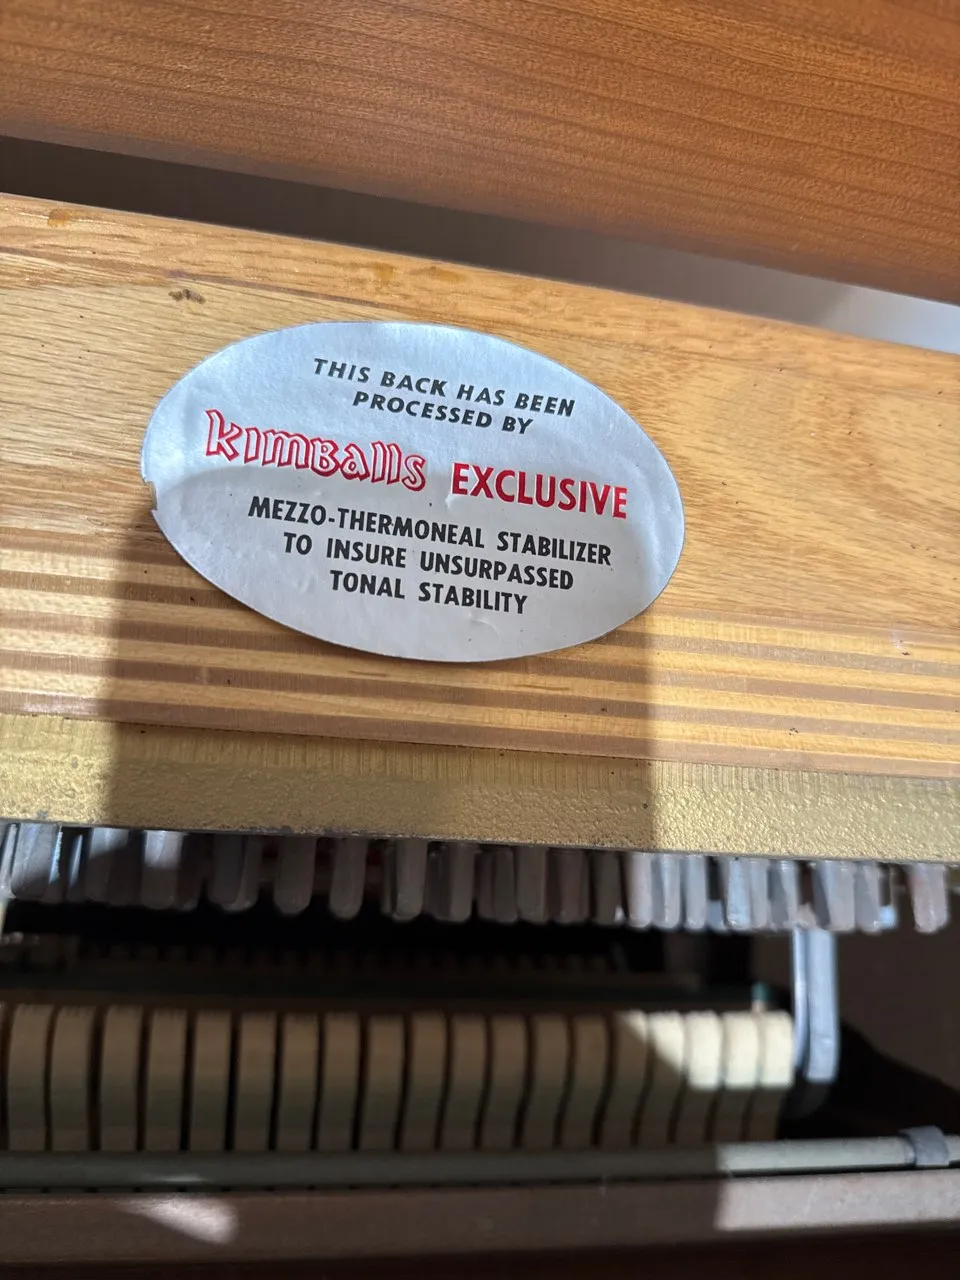 THIS BACK HAS BEEN
PROCESSED BY
kimballs EXCLUSIVE
MEZZO-THERMONEAL STABILIZER
TO INSURE UNSURPASSED
TONAL STABILITY